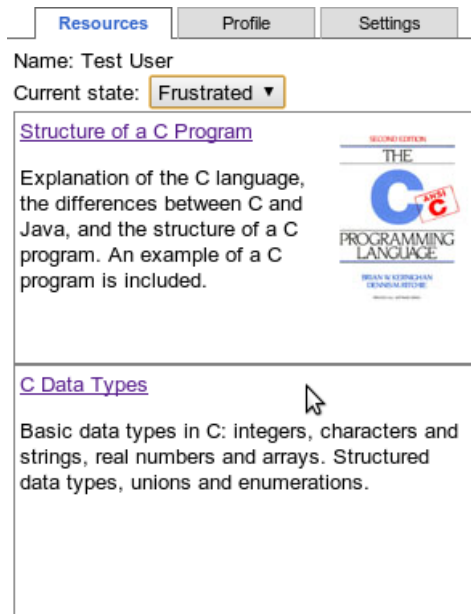 Resources Profile Settings
Name: Test User
Current state: Frustrated ▼
Structure of a C Program
Explanation of the C language,
the differences between C and
Java, and the structure of a C
program. An example of a C
program is included.
SECOND EDITION
THE
C
ANSI
C
PROGRAMMING
LANGUAGE
BRIAN W. KERNIGHAN
DENNIS M. RITCHIE
C Data Types
Basic data types in C: integers, characters and
strings, real numbers and arrays. Structured
data types, unions and enumerations.